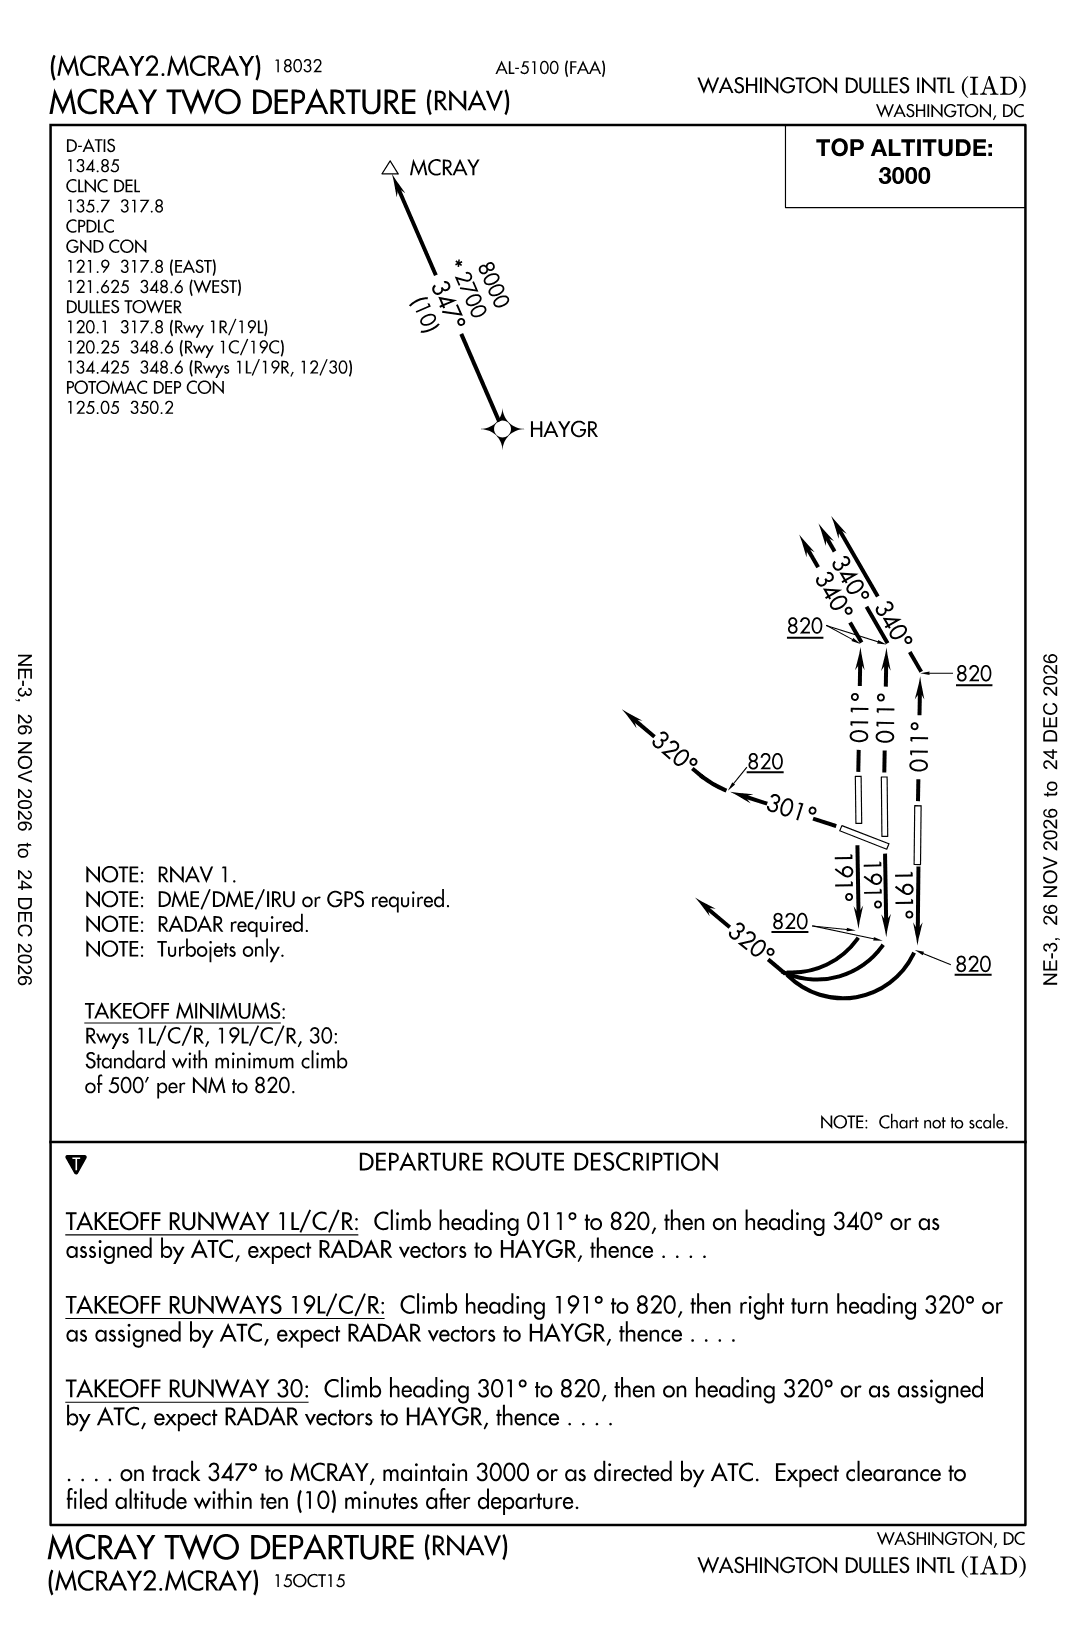 (MCRAY2.MCRAY) 18032
AL-5100 (FAA)
WASHINGTON DULLES INTL (IAD)
MCRAY TWO DEPARTURE (RNAV)
WASHINGTON, DC
D-ATIS
134.85
CLNC DEL
135.7 317.8
CPDLC
GND CON
121.9 317.8 (EAST)
121.625 348.6 (WEST)
DULLES TOWER
120.1 317.8 (Rwy 1R/19L)
120.25 348.6 (Rwy 1C/19C)
134.425 348.6 (Rwys 1L/19R, 12/30)
POTOMAC DEP CON
125.05 350.2
TOP ALTITUDE:
3000
MCRAY
8000
*2700
347°
(10)
HAYGR
340°
340°
340°
820
820
011°
011°
011°
320°
820
301°
191°
191°
191°
820
320°
820
NOTE: RNAV 1.
NOTE: DME/DME/IRU or GPS required.
NOTE: RADAR required.
NOTE: Turbojets only.
TAKEOFF MINIMUMS:
Rwys 1L/C/R, 19L/C/R, 30:
Standard with minimum climb
of 500' per NM to 820.
NOTE: Chart not to scale.
NE-3, 26 NOV 2026 to 24 DEC 2026
NE-3, 26 NOV 2026 to 24 DEC 2026
T
DEPARTURE ROUTE DESCRIPTION
TAKEOFF RUNWAY 1L/C/R: Climb heading 011° to 820, then on heading 340° or as
assigned by ATC, expect RADAR vectors to HAYGR, thence . . . .
TAKEOFF RUNWAYS 19L/C/R: Climb heading 191° to 820, then right turn heading 320° or
as assigned by ATC, expect RADAR vectors to HAYGR, thence . . . .
TAKEOFF RUNWAY 30: Climb heading 301° to 820, then on heading 320° or as assigned
by ATC, expect RADAR vectors to HAYGR, thence . . . .
. . . . on track 347° to MCRAY, maintain 3000 or as directed by ATC. Expect clearance to
filed altitude within ten (10) minutes after departure.
MCRAY TWO DEPARTURE (RNAV)
WASHINGTON, DC
(MCRAY2.MCRAY) 15OCT15
WASHINGTON DULLES INTL (IAD)